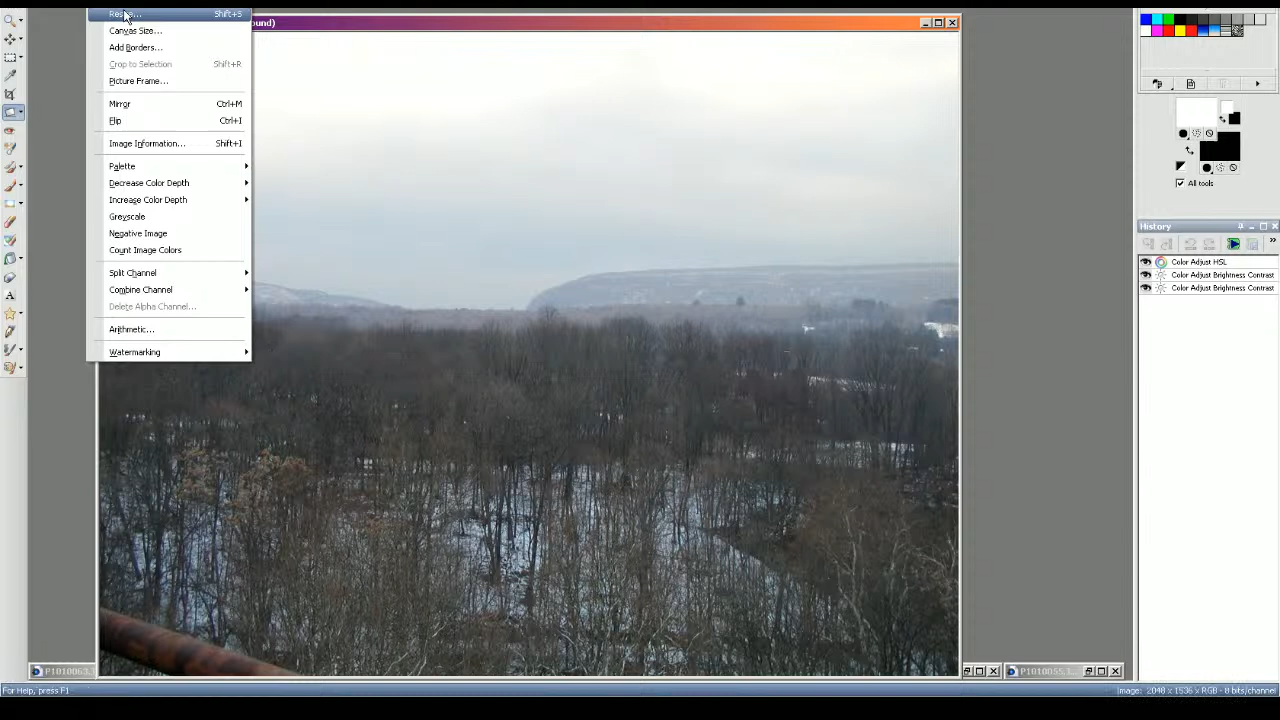 Shift+S
ound)
Canvas Size...
Add Borders...
Crop to Selection Shift+R
Picture Frame...
Mirror Ctrl+M
Flip Ctrl+I
Image Information... Shift+I
Palette
Decrease Color Depth
Increase Color Depth
Greyscale
Negative Image
Count Image Colors
Split Channel
Combine Channel
Delete Alpha Channel...
Arithmetic...
Watermarking
All tools
History
Color Adjust HSL
Color Adjust Brightness Contrast
Color Adjust Brightness Contrast
P1010063.
P1010055.
For Help, press F1
Image: 2048 x 1536 x RGB - 8 bits/channel